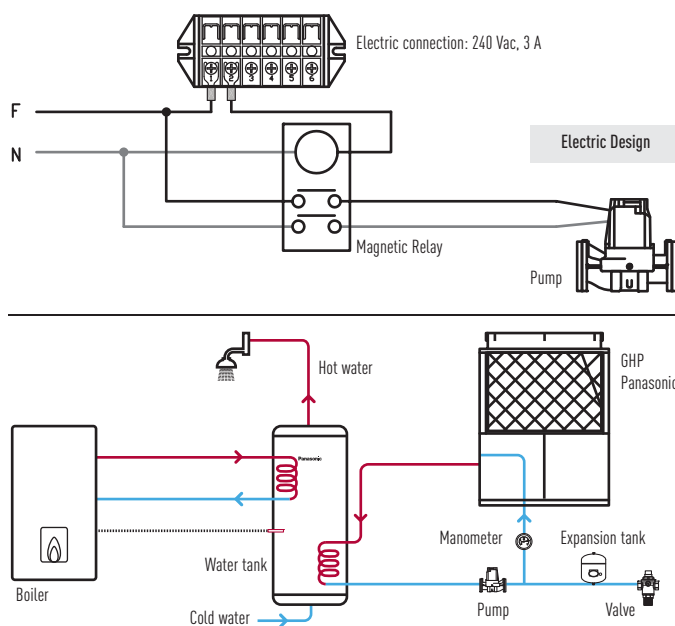 Electric connection: 240 Vac, 3 A
1 2 3 4 5 6
F
N
Electric Design
Magnetic Relay
Pump
Hot water
GHP
Panasonic
Panasonic
Manometer
Expansion tank
Water tank
Boiler
Pump
Valve
Cold water